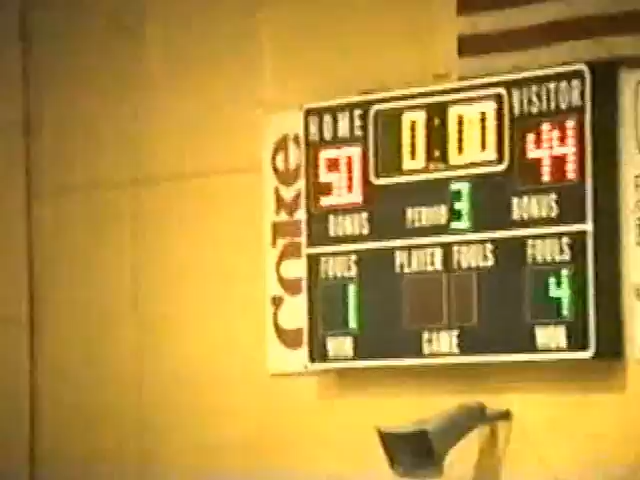 HOME 0:00 VISITOR
50 44
BONUS PERIOD 3 BONUS
FOULS PLAYER FOULS FOULS
1 4
WON GAME WON
Coke